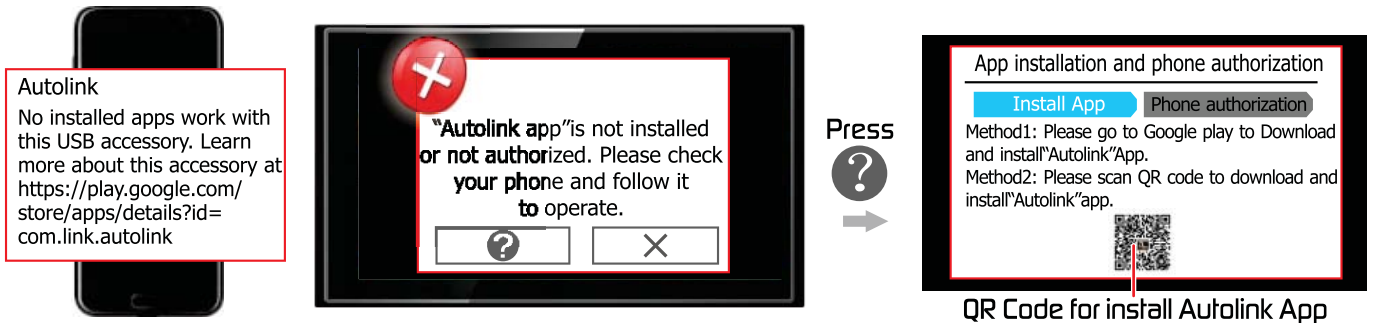 Autolink
No installed apps work with
this USB accessory. Learn
more about this accessory at
https://play.google.com/
store/apps/details?id=
com.link.autolink
"Autolink app"is not installed
or not authorized. Please check
your phone and follow it
to operate.
?
Press
?
App installation and phone authorization
Install App
Phone authorization
Method1: Please go to Google play to Download
and install"Autolink"App.
Method2: Please scan QR code to download and
install"Autolink"app.
QR Code for install Autolink App